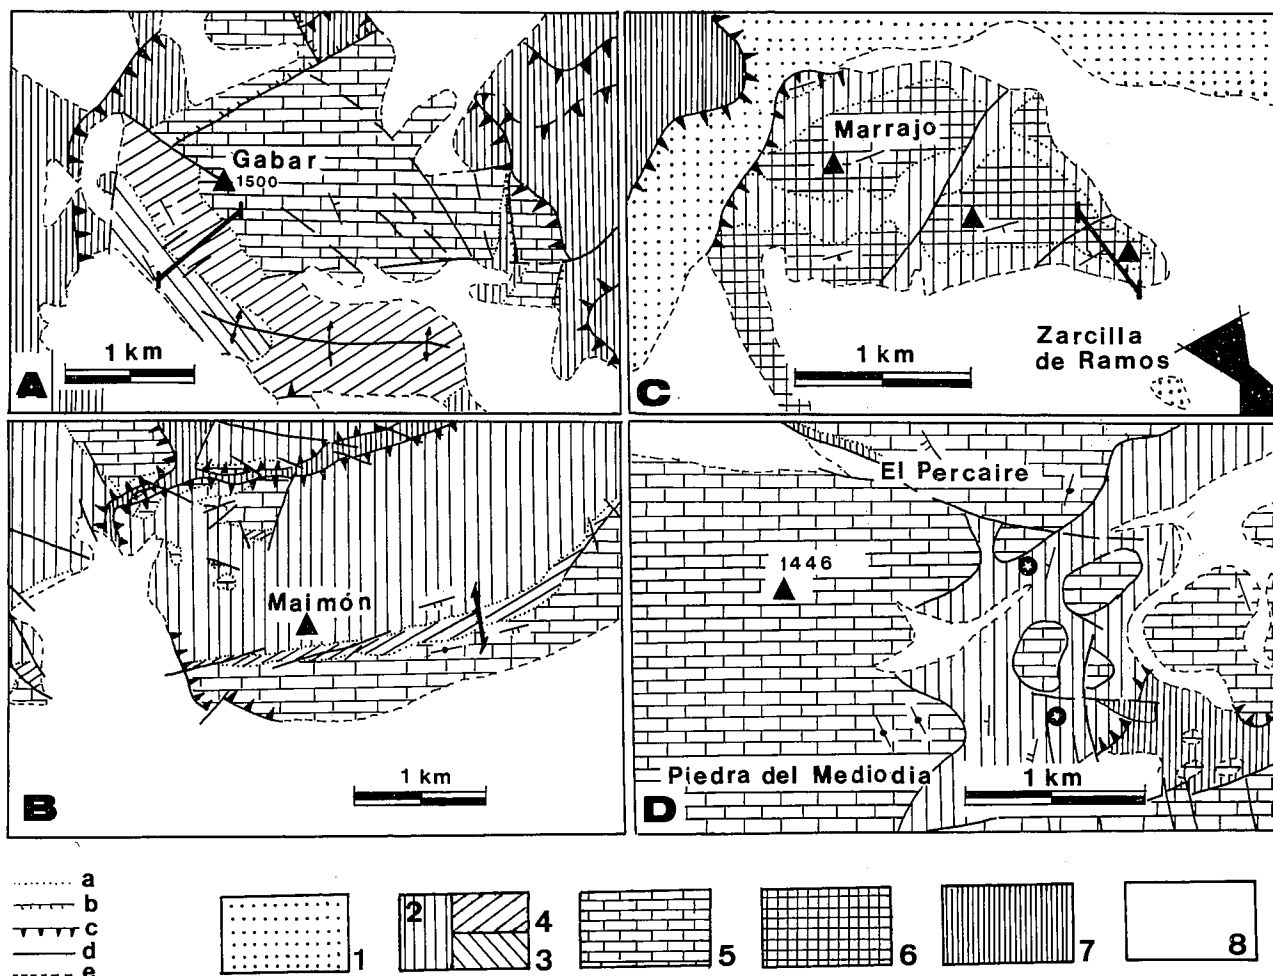 Gabar
1500
1 km
A
Marrajo
Zarcilla
de Ramos
1 km
C
Maimón
1 km
B
El Percaire
1446
Piedra del Mediodia
1 km
D
a
b
c
d
e
1
2
4
3
5
6
7
8